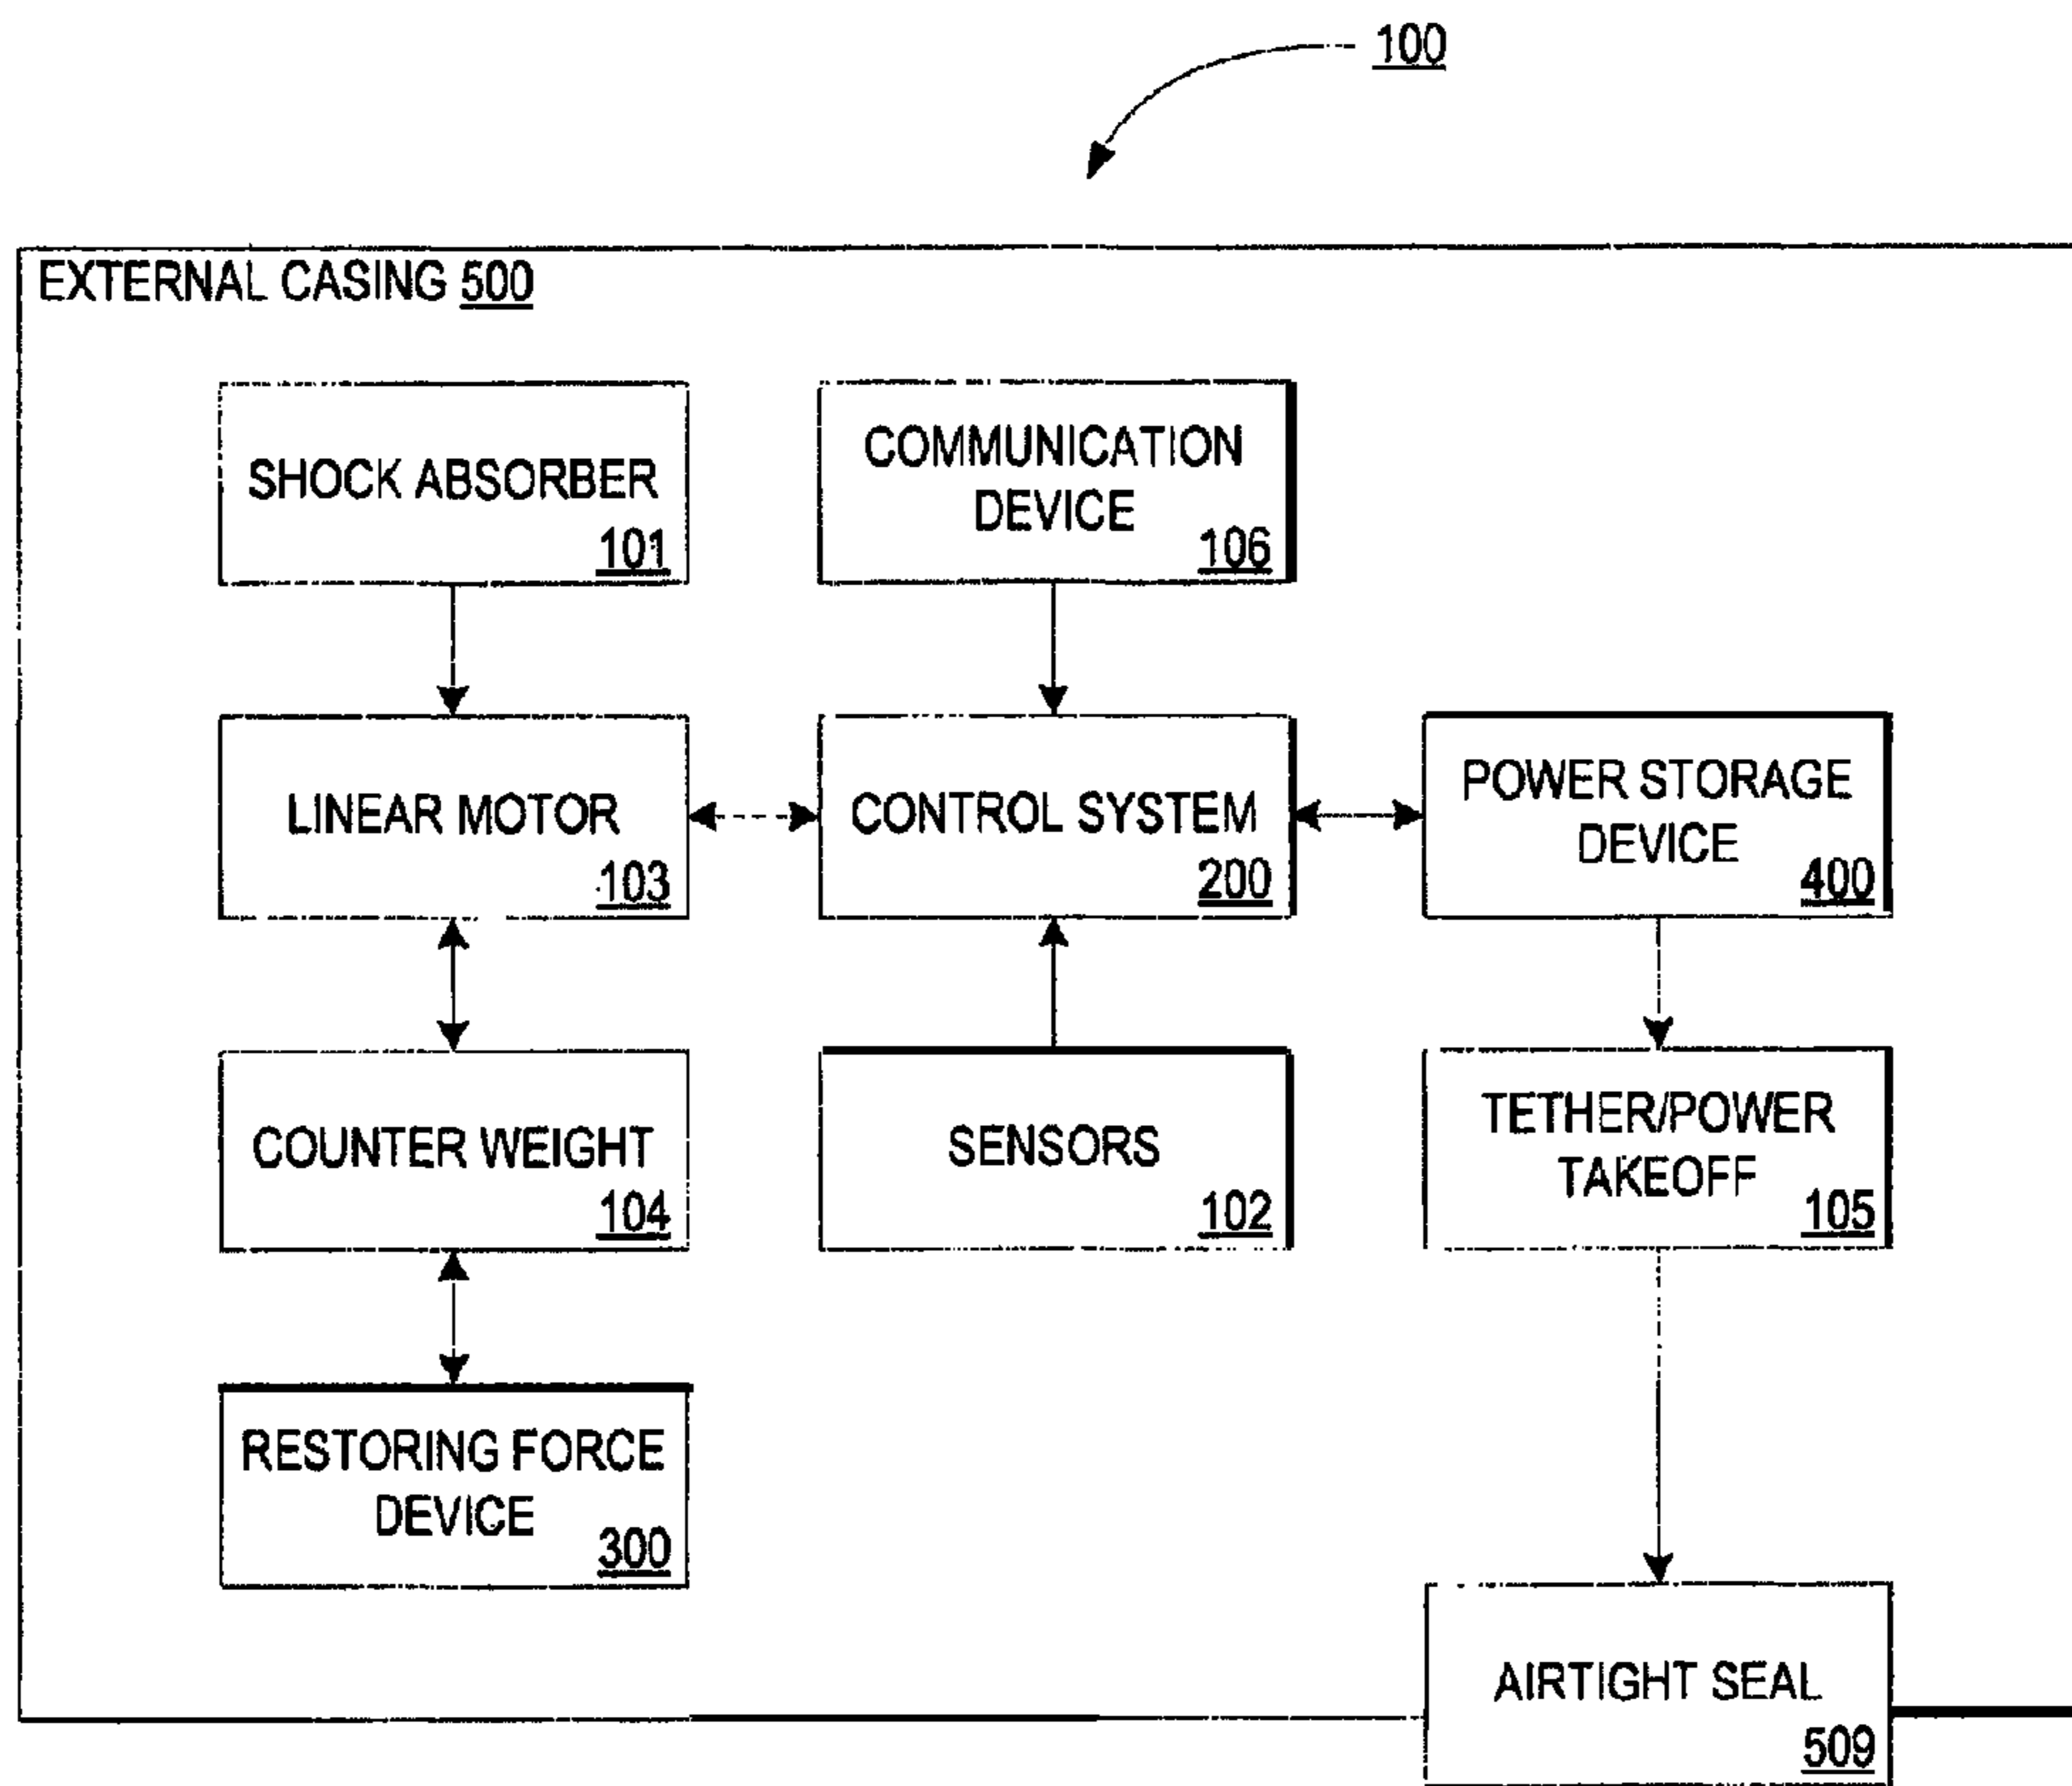 100
EXTERNAL CASING 500
SHOCK ABSORBER
101
COMMUNICATION
DEVICE
106
LINEAR MOTOR
103
CONTROL SYSTEM
200
POWER STORAGE
DEVICE
400
COUNTER WEIGHT
104
SENSORS
102
TETHER/POWER
TAKEOFF
105
RESTORING FORCE
DEVICE
300
AIRTIGHT SEAL
509